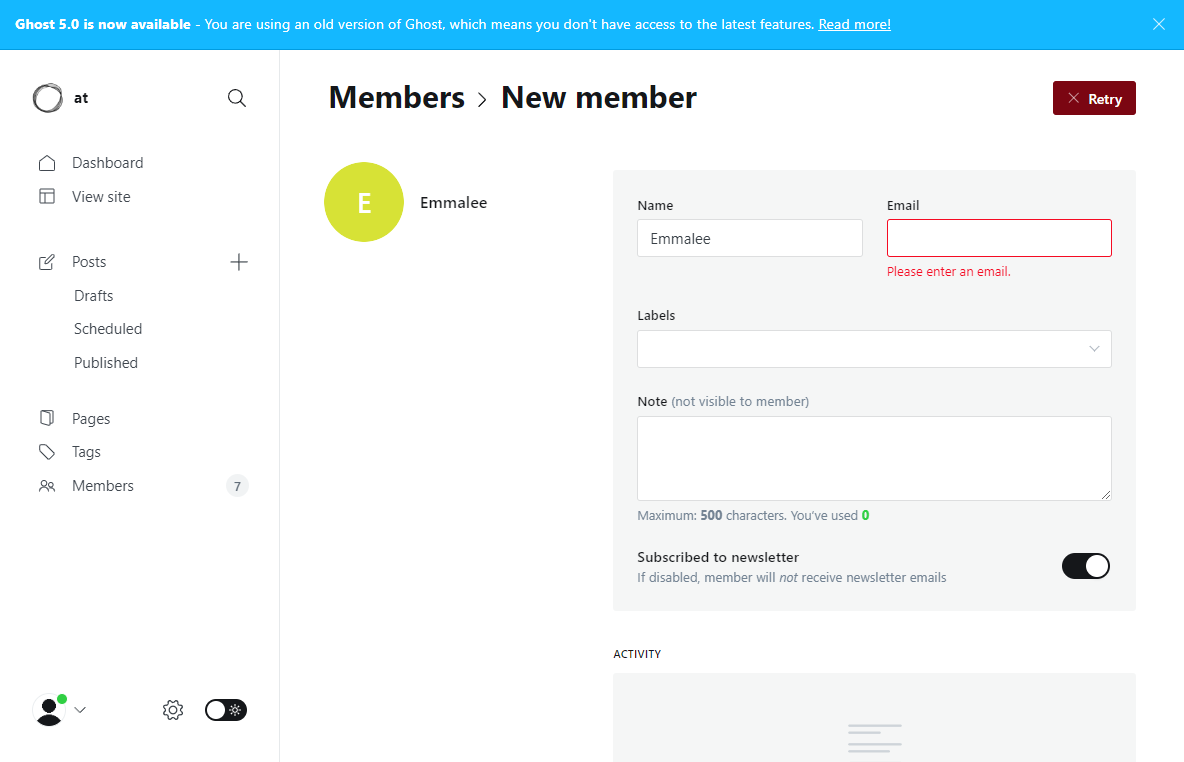 Ghost 5.0 is now available - You are using an old version of Ghost, which means you don't have access to the latest features. Read more!
at
Dashboard
View site
Posts
Drafts
Scheduled
Published
Pages
Tags
Members 7
Members > New member
Retry
E
Emmalee
Name
Emmalee
Email
Please enter an email.
Labels
Note (not visible to member)
Maximum: 500 characters. You've used 0
Subscribed to newsletter
If disabled, member will not receive newsletter emails
ACTIVITY